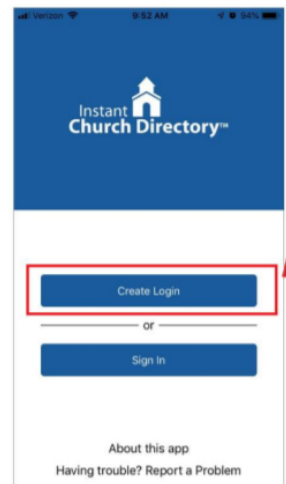 Verizon 9:52 AM 94%
Instant
Church Directory™
Create Login
or
Sign In
About this app
Having trouble? Report a Problem